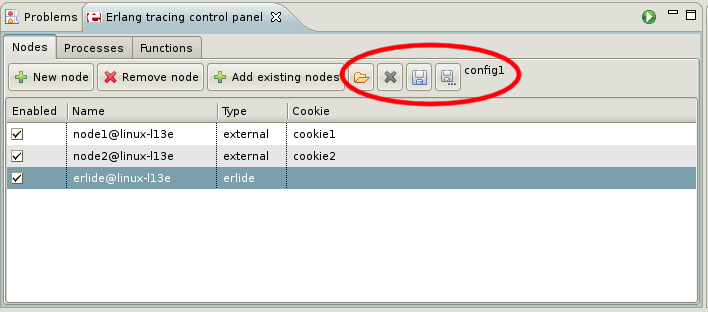 Problems Erlang tracing control panel
Nodes Processes Functions
New node Remove node Add existing nodes config1
Enabled Name Type Cookie
node1@linux-l13e external cookie1
node2@linux-l13e external cookie2
erlide@linux-l13e erlide